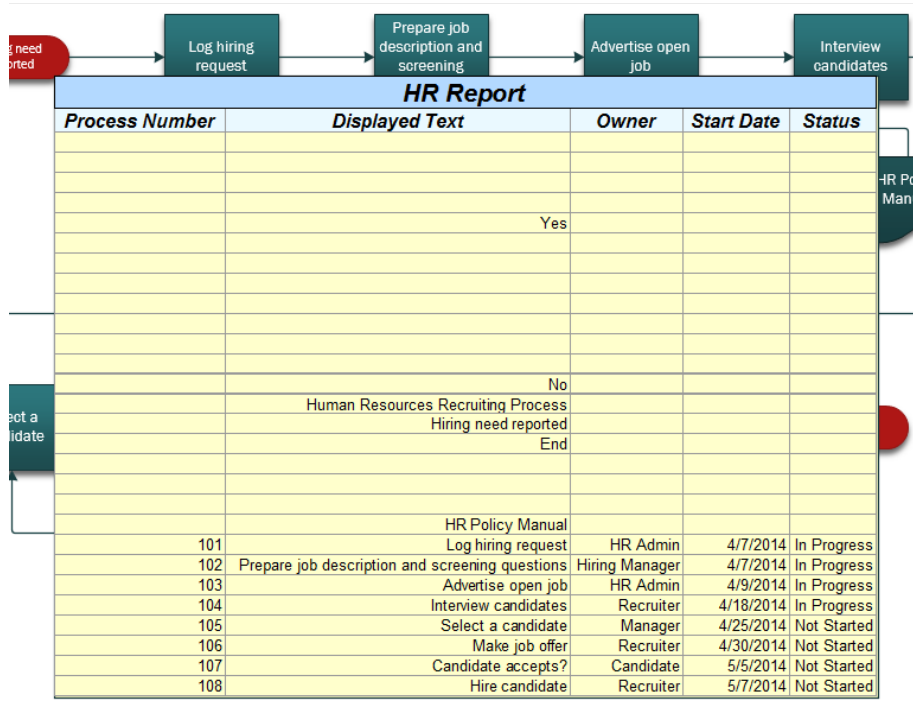 need
Log hiring
request
Prepare job
description and
screening
Advertise open
job
Interview
candidates
HR Report
Process Number Displayed Text Owner Start Date Status
Yes
No
Human Resources Recruiting Process
Hiring need reported
End
HR Policy Manual
101 Log hiring request HR Admin 4/7/2014 In Progress
102 Prepare job description and screening questions Hiring Manager 4/7/2014 In Progress
103 Advertise open job HR Admin 4/9/2014 In Progress
104 Interview candidates Recruiter 4/18/2014 In Progress
105 Select a candidate Manager 4/25/2014 Not Started
106 Make job offer Recruiter 4/30/2014 Not Started
107 Candidate accepts? Candidate 5/5/2014 Not Started
108 Hire candidate Recruiter 5/7/2014 Not Started